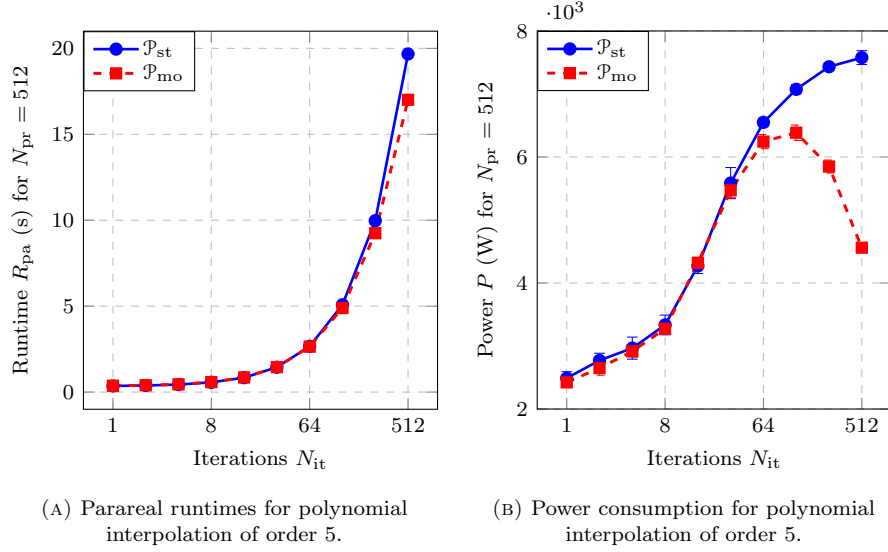 Runtime R_pa (s) for N_pr = 512
20
15
10
5
0
𝒫_st
𝒫_mo
1
8
64
512
Iterations N_it
(A) Parareal runtimes for polynomial
interpolation of order 5.
·10³
Power P (W) for N_pr = 512
8
6
4
2
𝒫_st
𝒫_mo
1
8
64
512
Iterations N_it
(B) Power consumption for polynomial
interpolation of order 5.